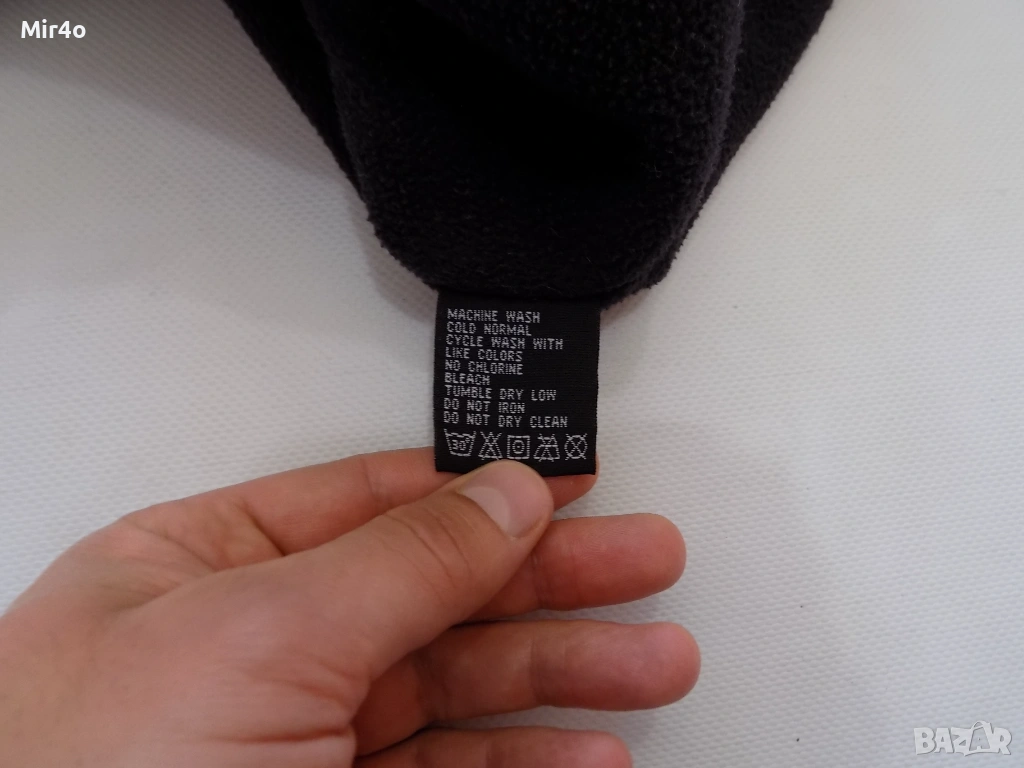 Mir4o
MACHINE WASH
COLD NORMAL
CYCLE WASH WITH
LIKE COLORS
NO CHLORINE
BLEACH
TUMBLE DRY LOW
DO NOT IRON
DO NOT DRY CLEAN
30
BAZAR